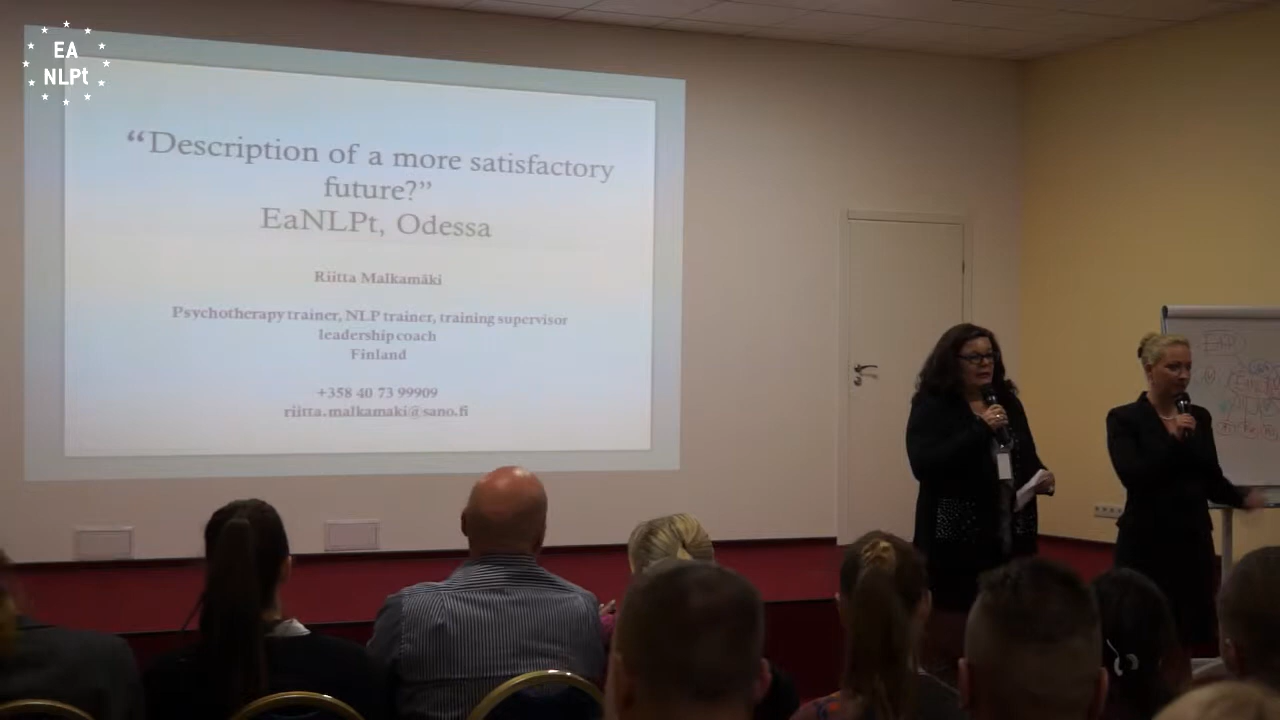 EA
NLPt
“Description of a more satisfactory
future?”
EaNLPt, Odessa
Riitta Malkamäki
Psychotherapy trainer, NLP trainer, training supervisor
leadership coach
Finland
+358 40 73 99909
riitta.malkamaki@sano.fi